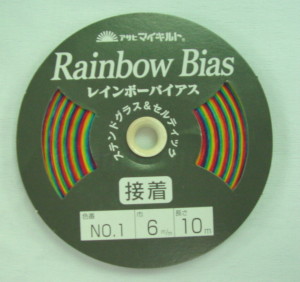 アサヒマイキルト®
Rainbow Bias
レインボーバイアス
ステンドグラス&セルティック
接着
色番 巾 長さ
NO.1 6m/m 10m